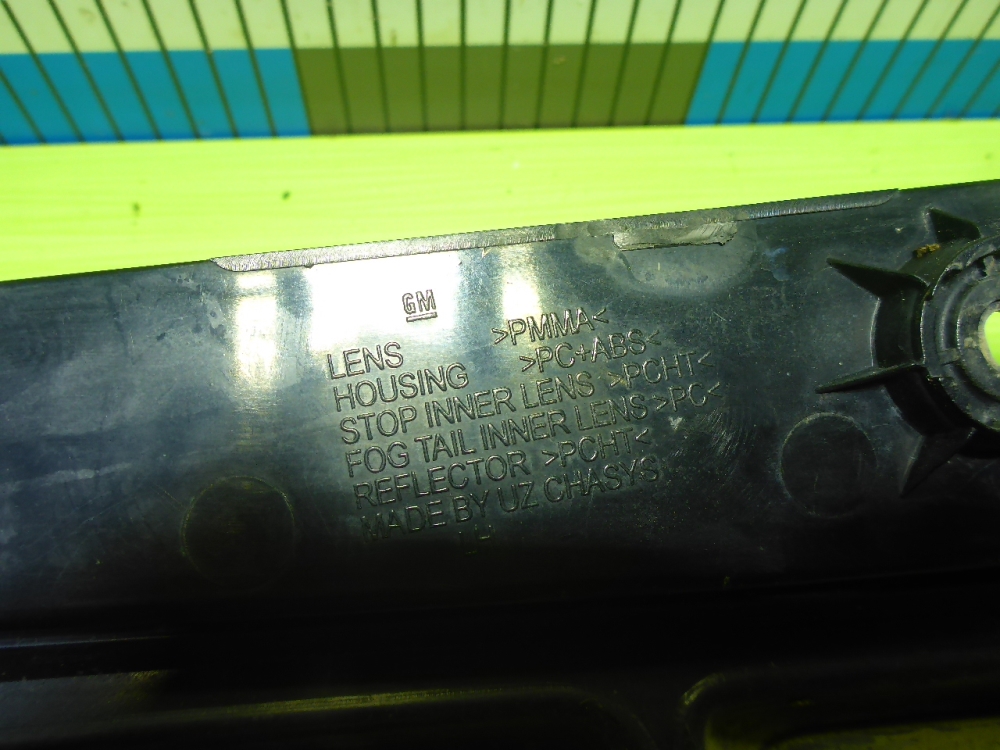 GM
LENS >PMMA<
HOUSING >PC+ABS<
STOP INNER LENS >PCHT<
FOG TAIL INNER LENS >PC<
REFLECTOR >PCHT<
MADE BY UZ CHASYS